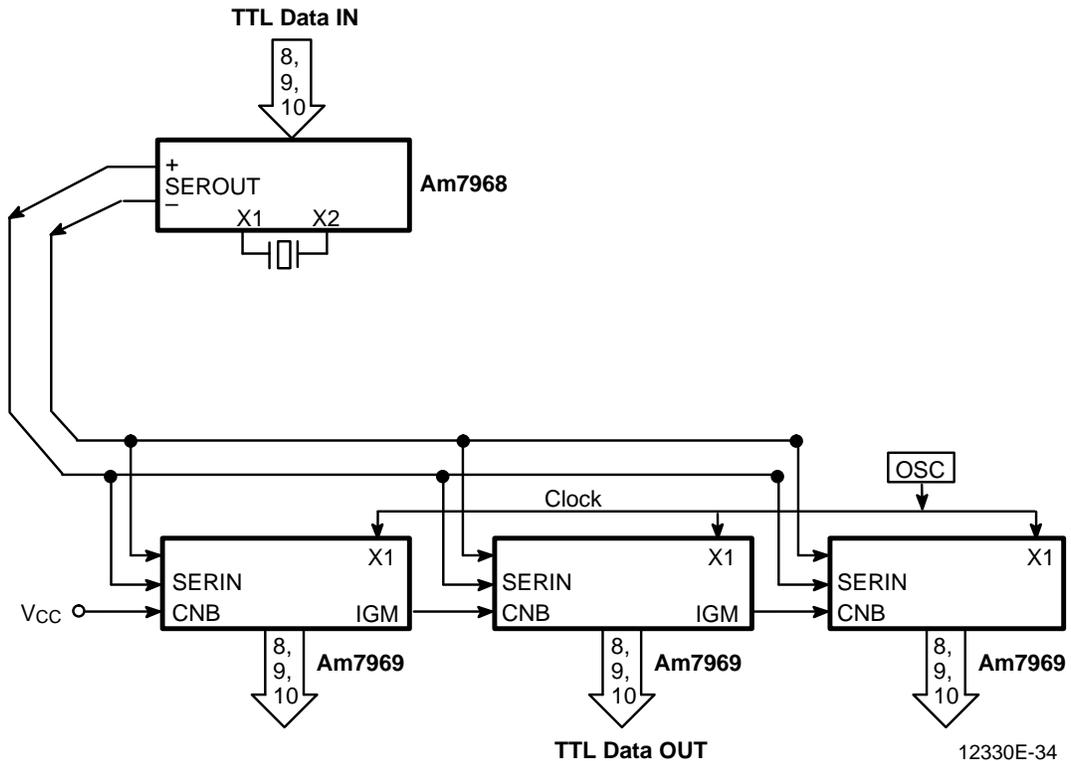 TTL Data IN
8,
9,
10
+
SEROUT
–
X1 X2
Am7968
OSC
Clock
X1
SERIN
CNB
IGM
X1
SERIN
CNB
IGM
X1
SERIN
CNB
VCC
8,
9,
10
Am7969
8,
9,
10
Am7969
8,
9,
10
Am7969
TTL Data OUT
12330E-34